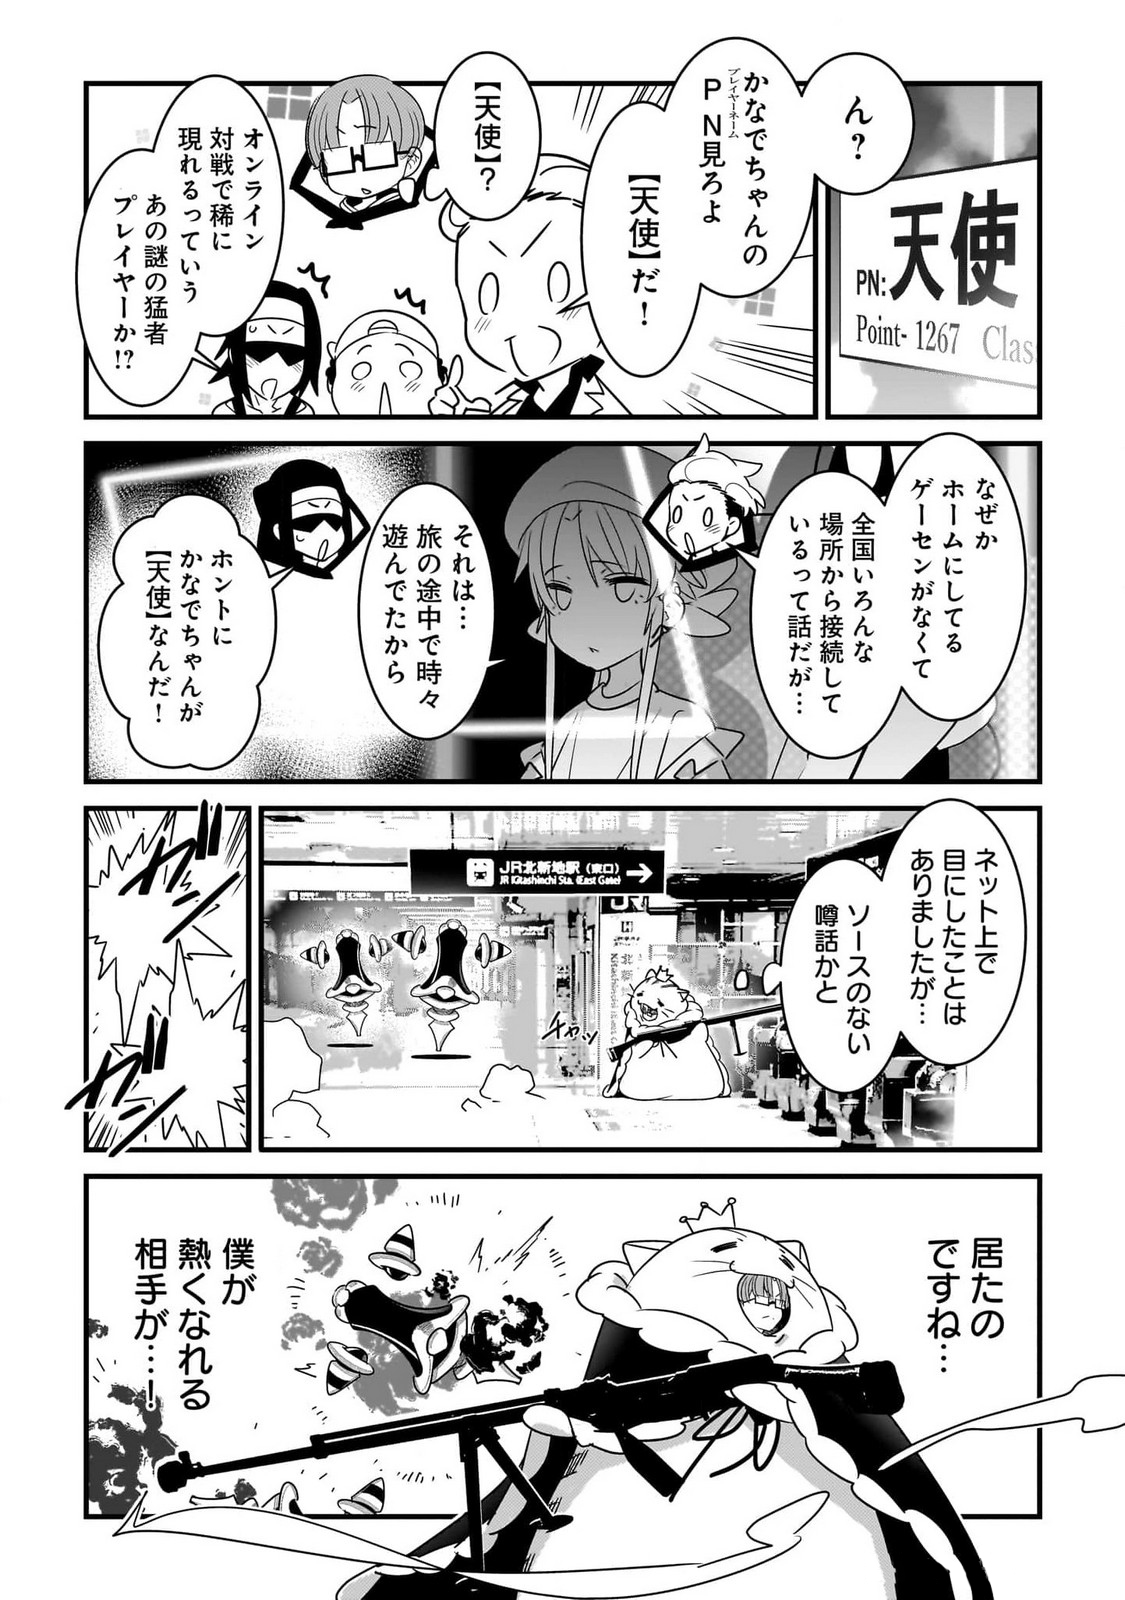 ん？
天使
PN:
Point- 1267 Clas
かなでちゃんの
PN見ろよ
プレイヤーネーム
【天使】だ！
【天使】？
オンライン
対戦で稀に
現れるっていう
あの謎の猛者
プレイヤーか!?
なぜか
ホームにしてる
ゲーセンがなくて
全国いろんな
場所から接続して
いるって話だが…
それは…
旅の途中で時々
遊んでたから
ホントに
かなでちゃんが
【天使】なんだ！
ネット上で
目にしたことは
ありましたが…
ソースのない
噂話かと
JR北新地駅（東口）
JR Kitashinchi Sta. (East Gate)
チャッ
ガガ
ガガ
居たの
ですね…
僕が
熱くなれる
相手が…！